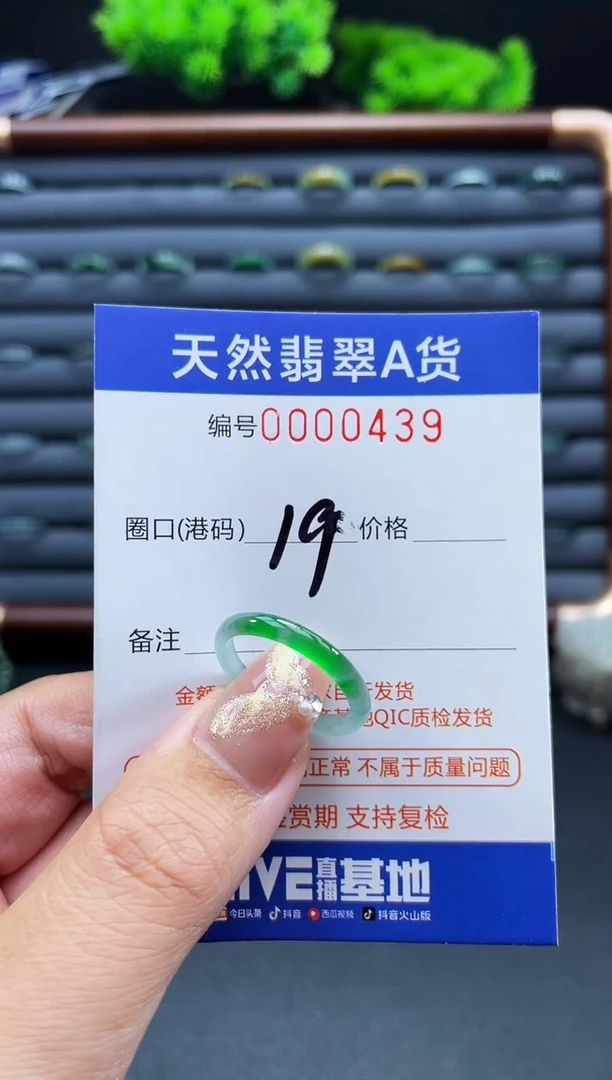 天然翡翠A货
编号0000439
圈口(港码) 19 价格
备注
金额 发货
QIC质检发货
正常 不属于质量问题
赏期 支持复检
直播基地
今日头条 抖音 西瓜视频 抖音火山版